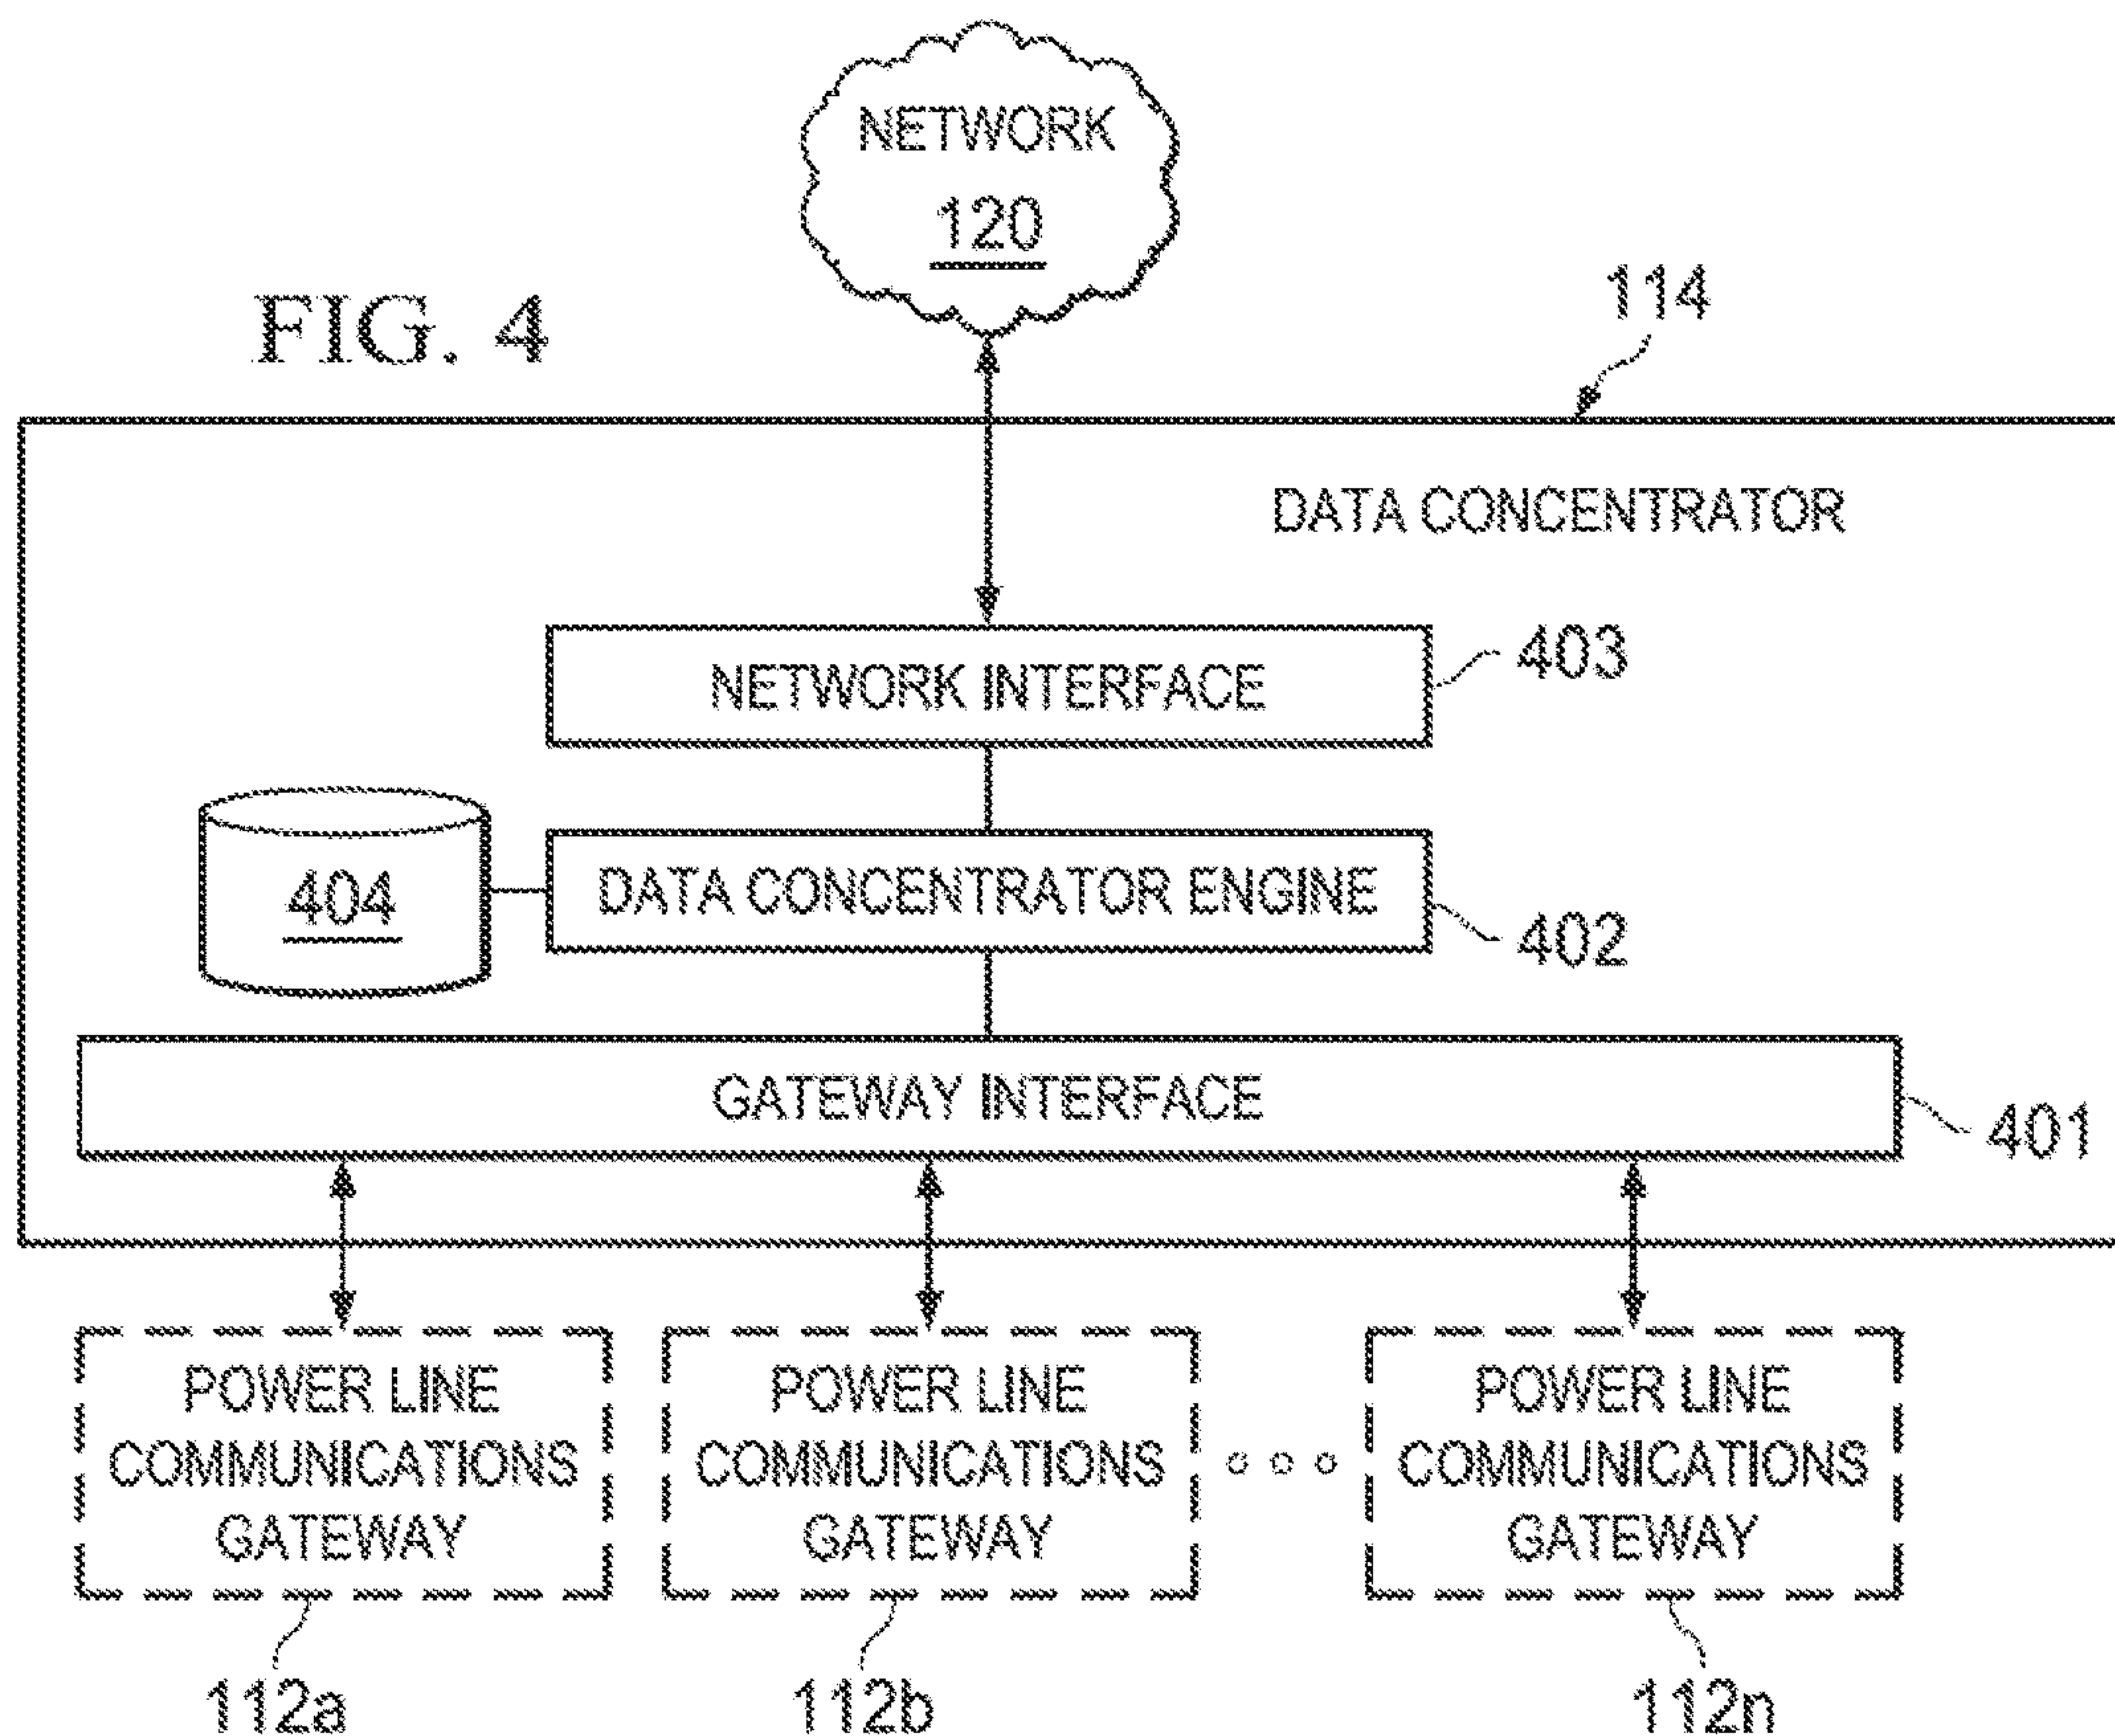 NETWORK
120
FIG. 4
114
DATA CONCENTRATOR
NETWORK INTERFACE
403
404
DATA CONCENTRATOR ENGINE
402
GATEWAY INTERFACE
401
POWER LINE
COMMUNICATIONS
GATEWAY
POWER LINE
COMMUNICATIONS
GATEWAY
POWER LINE
COMMUNICATIONS
GATEWAY
112a
112b
112n